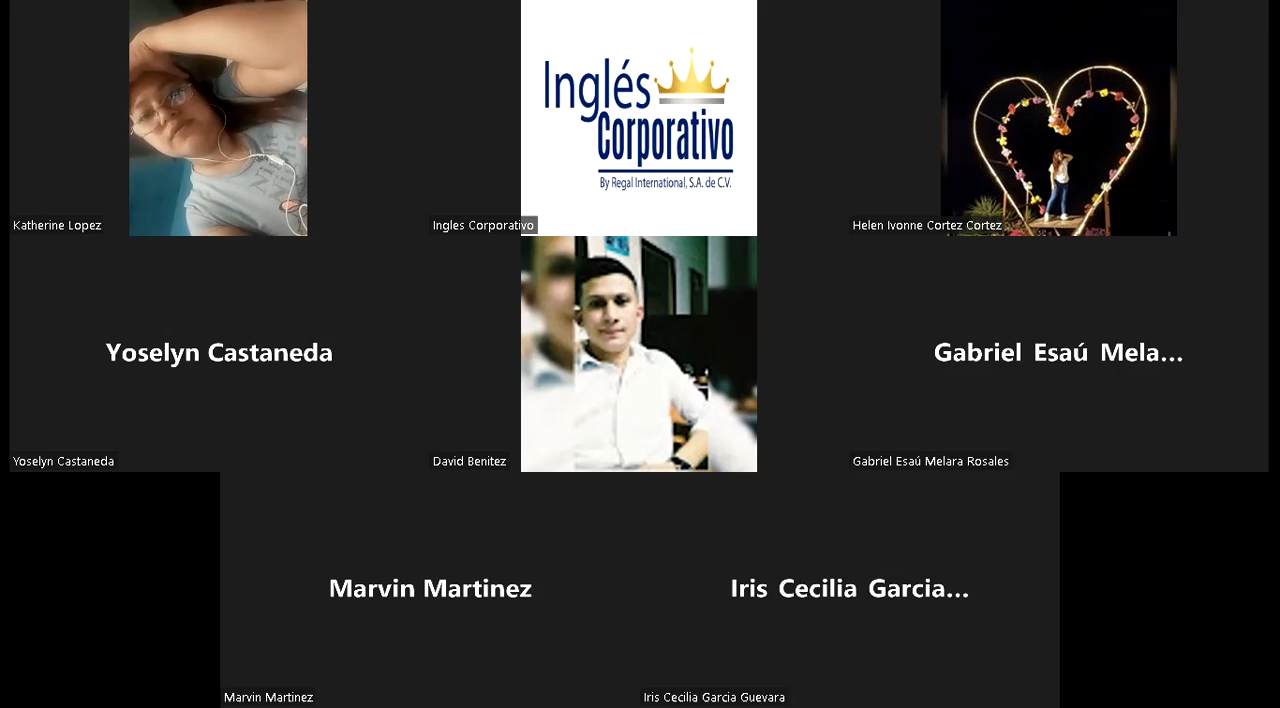 Inglés
Corporativo
By Regal International, S.A. de C.V.
Katherine Lopez
Ingles Corporativo
Helen Ivonne Cortez Cortez
Yoselyn Castaneda
Gabriel Esaú Mela...
Yoselyn Castaneda
David Benitez
Gabriel Esaú Melara Rosales
Marvin Martinez
Iris Cecilia Garcia...
Marvin Martinez
Iris Cecilia Garcia Guevara